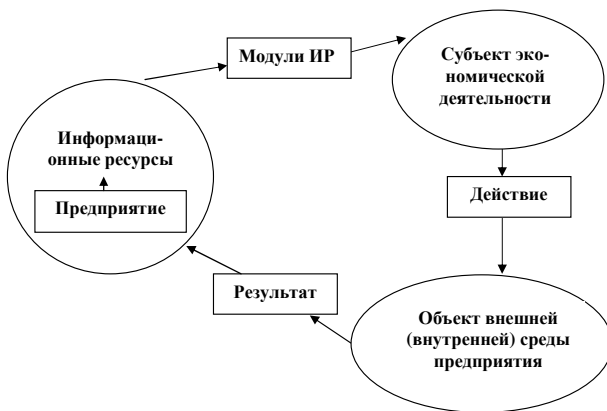 Модули ИР
Субъект эко-
номической
деятельности
Информаци-
онные ресурсы
Предприятие
Действие
Результат
Объект внешней
(внутренней) среды
предприятия